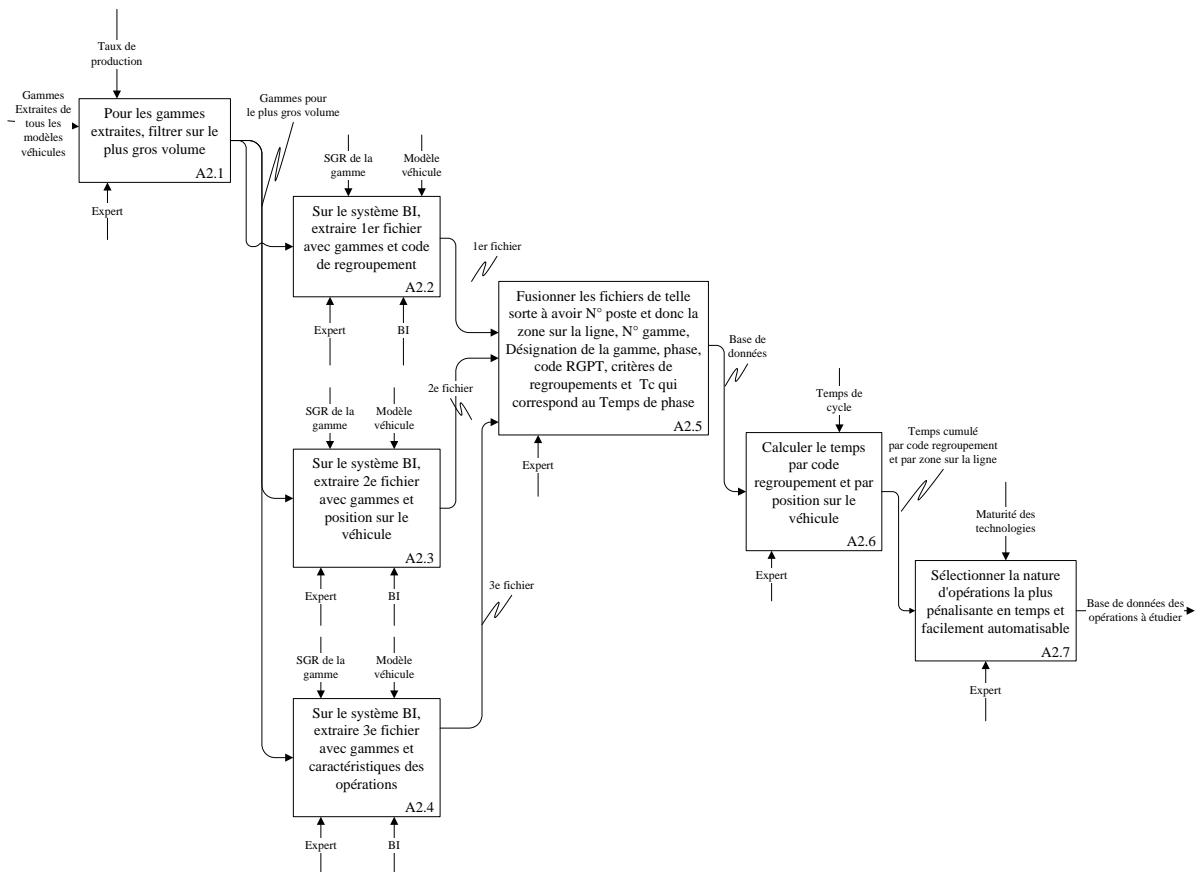 Taux de
production
Gammes
Extraites de
tous les
modèles
véhicules
Pour les gammes
extraites, filtrer sur le
plus gros volume
A2.1
Expert
Gammes pour
le plus gros volume
SGR de la
gamme
Modèle
véhicule
Sur le système BI,
extraire 1er fichier
avec gammes et code
de regroupement
A2.2
Expert
BI
1er fichier
SGR de la
gamme
Modèle
véhicule
Sur le système BI,
extraire 2e fichier
avec gammes et
position sur le
véhicule
A2.3
Expert
BI
2e fichier
SGR de la
gamme
Modèle
véhicule
Sur le système BI,
extraire 3e fichier
avec gammes et
caractéristiques des
opérations
A2.4
Expert
BI
3e fichier
Fusionner les fichiers de telle
sorte à avoir N° poste et donc la
zone sur la ligne, N° gamme,
Désignation de la gamme, phase,
code RGPT, critères de
regroupements et Tc qui
correspond au Temps de phase
A2.5
Expert
Base de
données
Temps de
cycle
Calculer le temps
par code
regroupement et par
position sur le
véhicule
A2.6
Expert
Temps cumulé
par code regroupement
et par zone sur la ligne
Maturité des
technologies
Sélectionner la nature
d'opérations la plus
pénalisante en temps et
facilement automatisable
A2.7
Expert
Base de données des
opérations à étudier